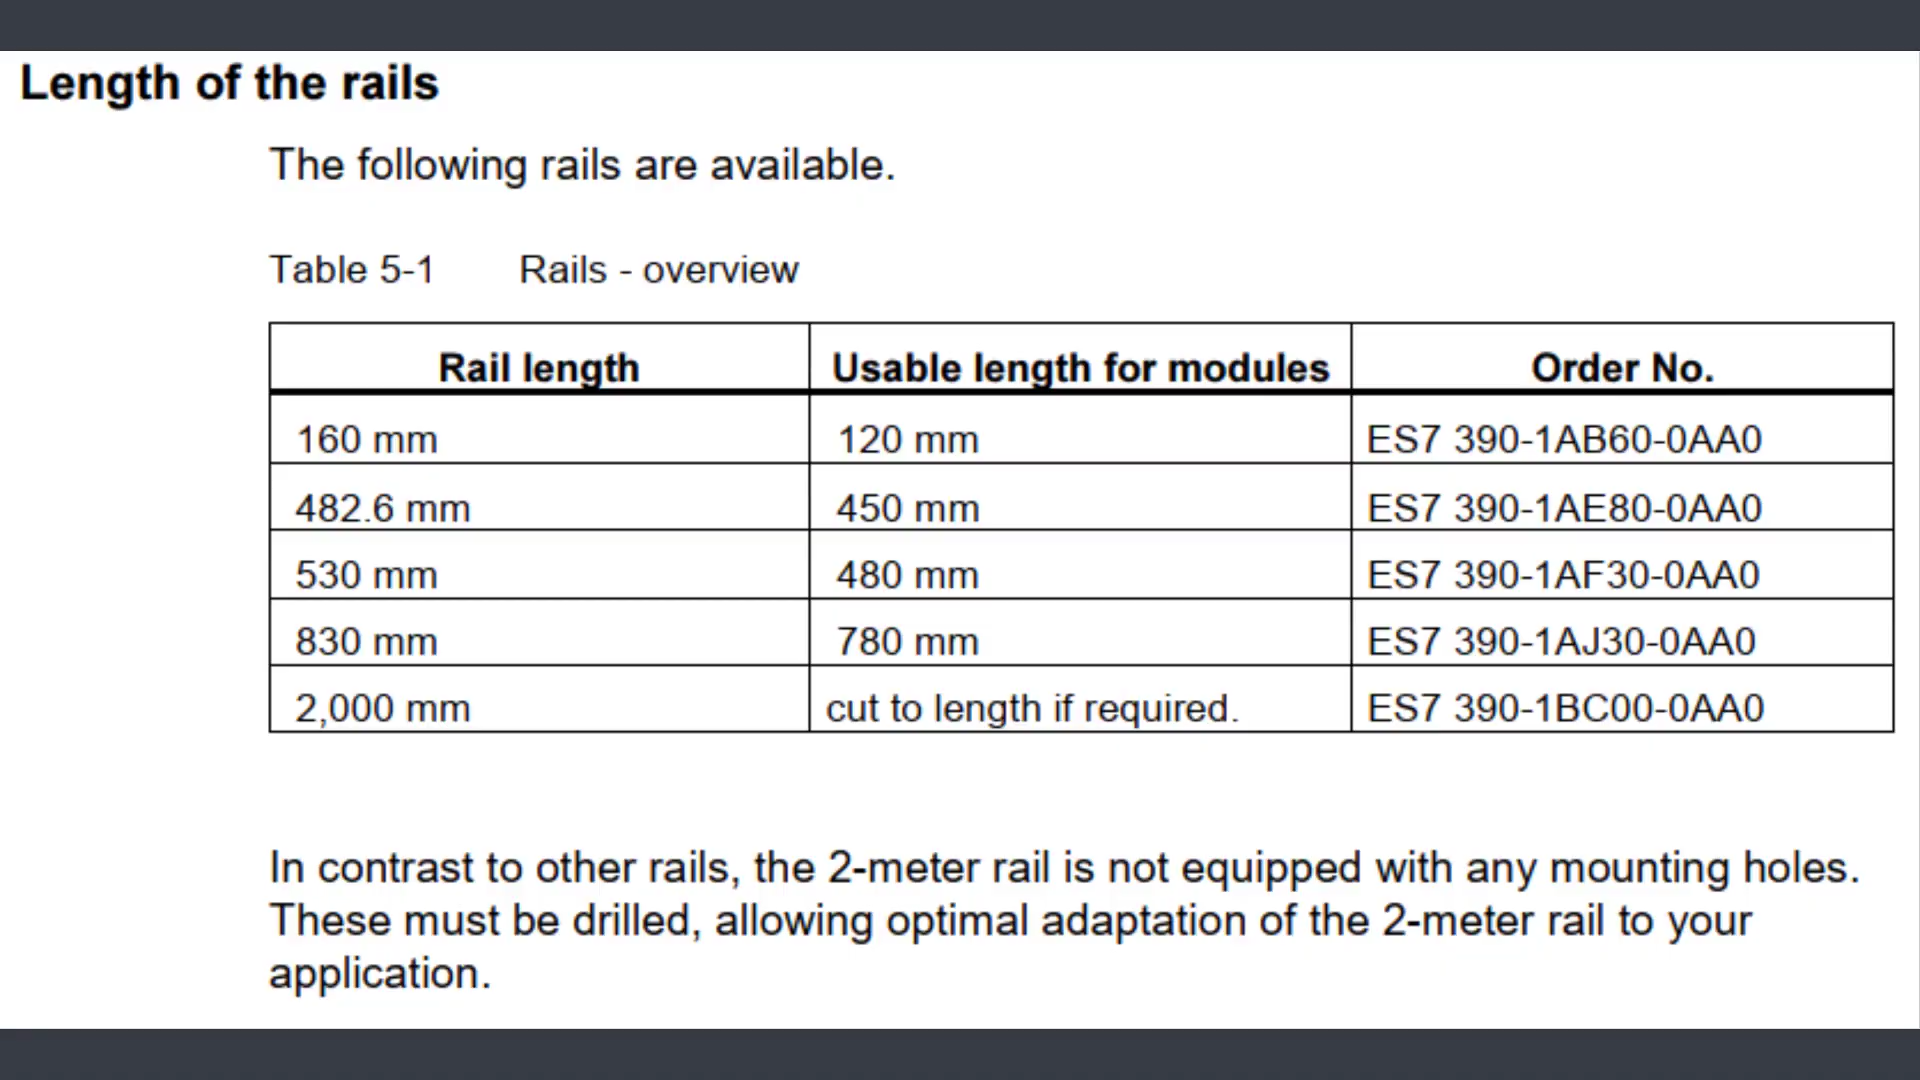 Length of the rails
The following rails are available.
Table 5-1 Rails - overview
Rail length Usable length for modules Order No.
160 mm 120 mm ES7 390-1AB60-0AA0
482.6 mm 450 mm ES7 390-1AE80-0AA0
530 mm 480 mm ES7 390-1AF30-0AA0
830 mm 780 mm ES7 390-1AJ30-0AA0
2,000 mm cut to length if required. ES7 390-1BC00-0AA0
In contrast to other rails, the 2-meter rail is not equipped with any mounting holes.
These must be drilled, allowing optimal adaptation of the 2-meter rail to your
application.